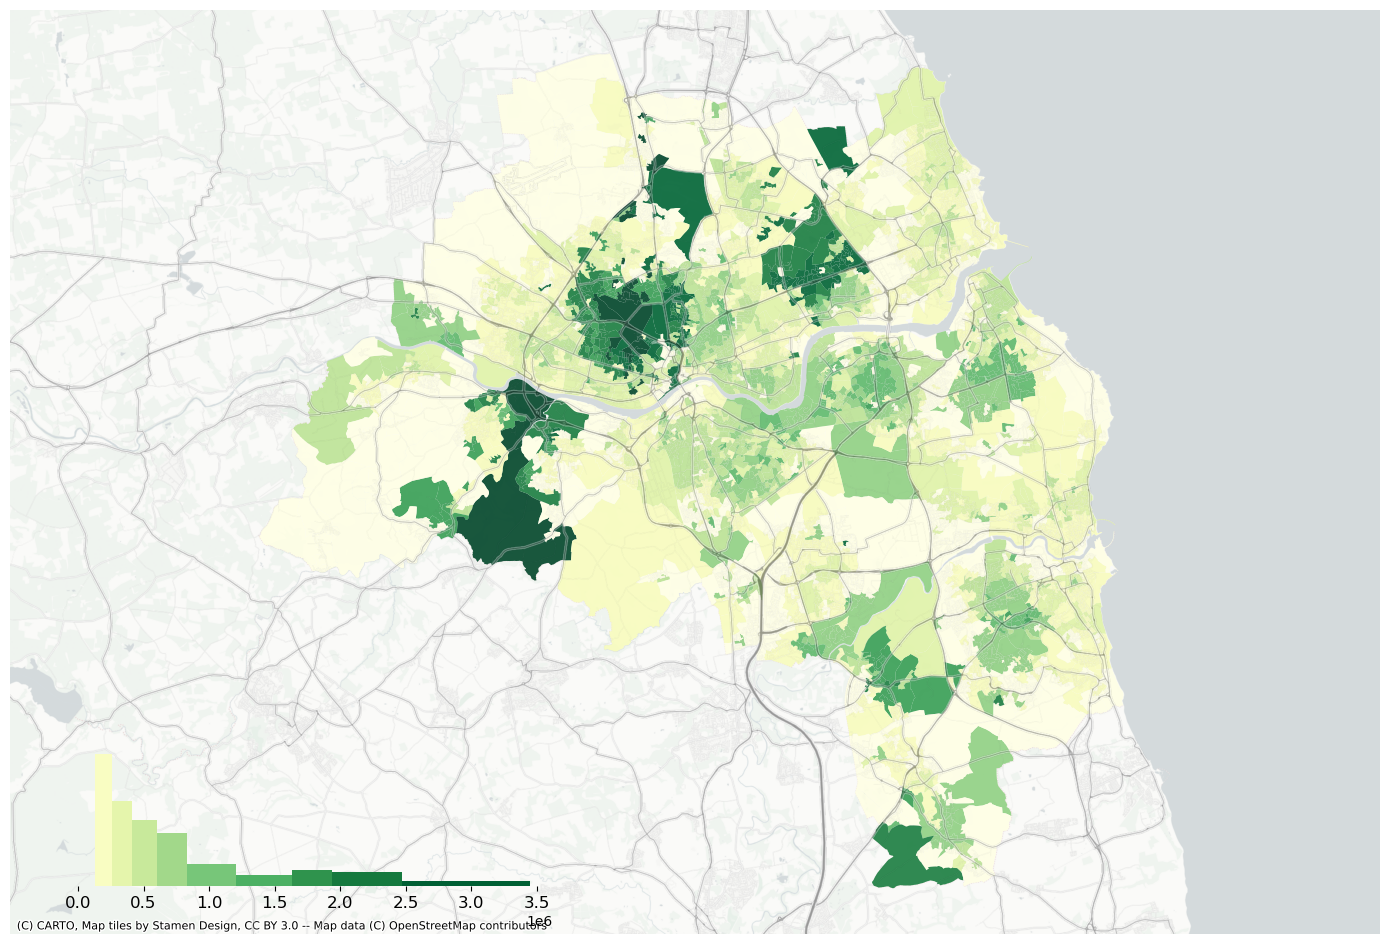 0.0 0.5 1.0 1.5 2.0 2.5 3.0 3.5
1e6
(C) CARTO, Map tiles by Stamen Design, CC BY 3.0 -- Map data (C) OpenStreetMap contributors